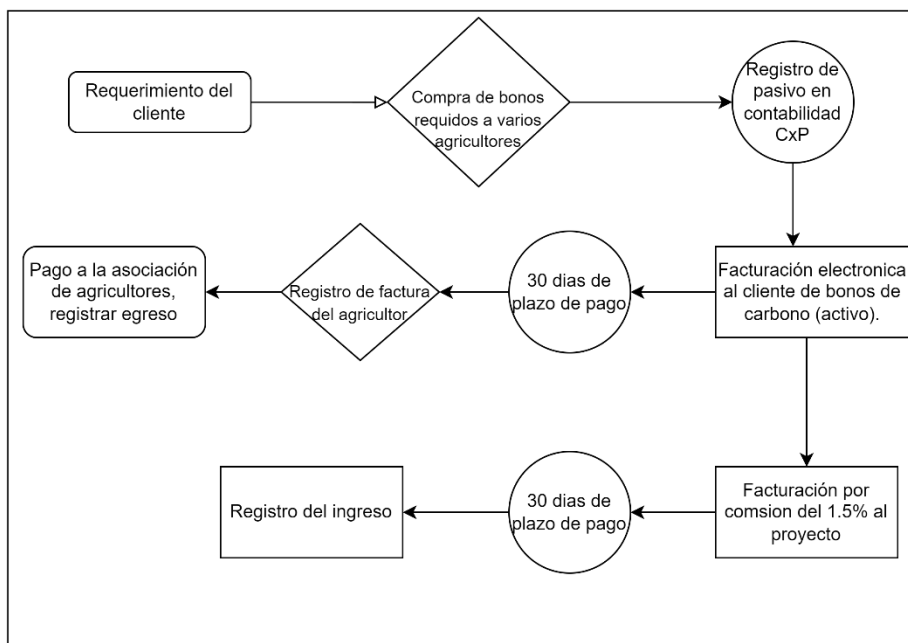 Requerimiento del
cliente
Compra de bonos
requidos a varios
agricultores
Registro de
pasivo en
contabilidad
CxP
Pago a la asociación
de agricultores,
registrar egreso
Registro de factura
del agricultor
30 dias de
plazo de pago
Facturación electronica
al cliente de bonos de
carbono (activo).
Registro del ingreso
30 dias de
plazo de pago
Facturación por
comsion del 1.5% al
proyecto